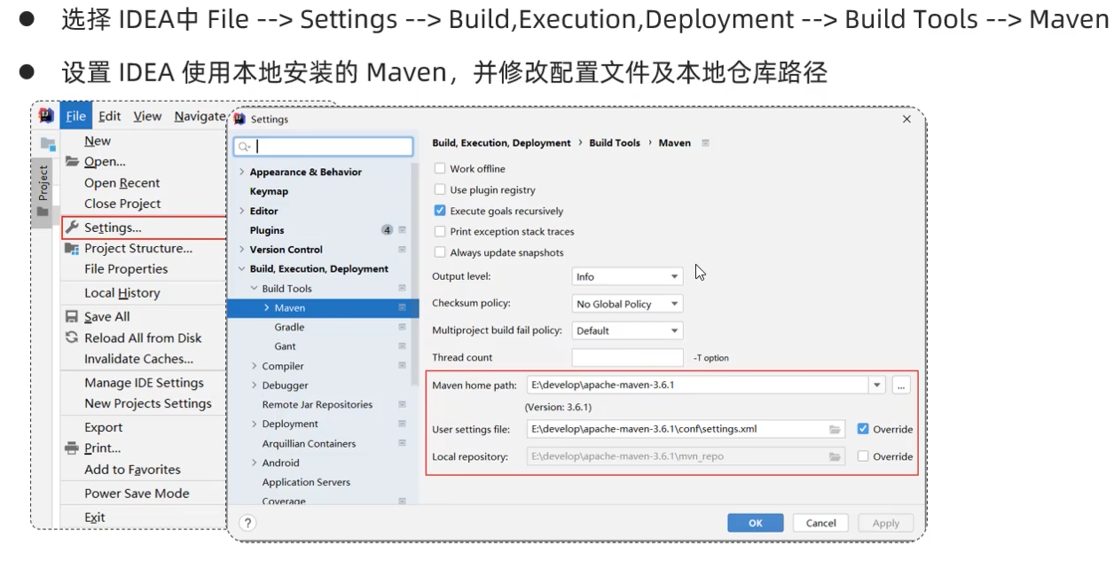 ● 选择 IDEA中 File --> Settings --> Build,Execution,Deployment --> Build Tools --> Maven
● 设置 IDEA 使用本地安装的 Maven，并修改配置文件及本地仓库路径
File Edit View Navigate
Project
New
Open...
Open Recent
Close Project
Settings...
Project Structure...
File Properties
Local History
Save All
Reload All from Disk
Invalidate Caches...
Manage IDE Settings
New Projects Settings
Export
Print...
Add to Favorites
Power Save Mode
Exit
Settings
Appearance & Behavior
Keymap
Editor
Plugins 4
Version Control
Build, Execution, Deployment
Build Tools
Maven
Gradle
Gant
Compiler
Debugger
Remote Jar Repositories
Deployment
Arquillian Containers
Android
Application Servers
Coverage
?
Build, Execution, Deployment › Build Tools › Maven
Work offline
Use plugin registry
Execute goals recursively
Print exception stack traces
Always update snapshots
Output level: Info
Checksum policy: No Global Policy
Multiproject build fail policy: Default
Thread count -T option
Maven home path: E:\develop\apache-maven-3.6.1 ...
(Version: 3.6.1)
User settings file: E:\develop\apache-maven-3.6.1\conf\settings.xml Override
Local repository: E:\develop\apache-maven-3.6.1\mvn_repo Override
OK Cancel Apply